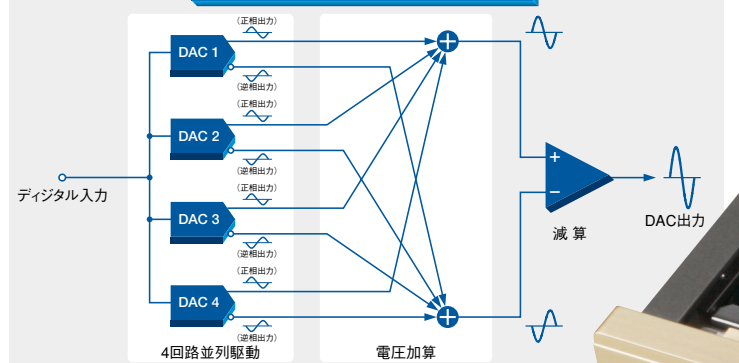 (正相出力)
DAC 1
(逆相出力)
(正相出力)
DAC 2
(逆相出力)
(正相出力)
DAC 3
(逆相出力)
(正相出力)
DAC 4
(逆相出力)
ディジタル入力
+
+
+
−
減 算
DAC出力
4回路並列駆動
電圧加算